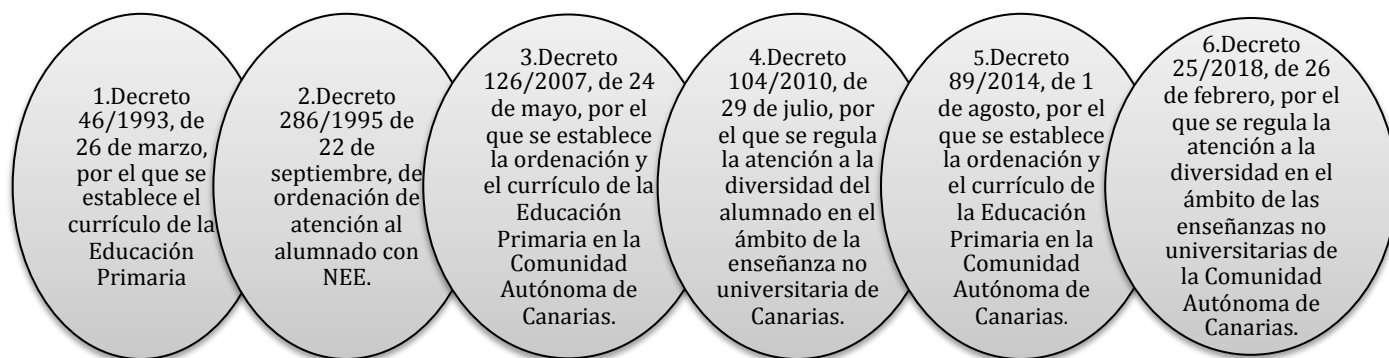 1.Decreto
46/1993, de
26 de marzo,
por el que se
establece el
currículo de la
Educación
Primaria
2.Decreto
286/1995 de
22 de
septiembre, de
ordenación de
atención al
alumnado con
NEE.
3.Decreto
126/2007, de 24
de mayo, por el
que se establece
la ordenación y
el currículo de la
Educación
Primaria en la
Comunidad
Autónoma de
Canarias.
4.Decreto
104/2010, de
29 de julio, por
el que se regula
la atención a la
diversidad del
alumnado en el
ámbito de la
enseñanza no
universitaria de
Canarias.
5.Decreto
89/2014, de 1
de agosto, por el
que se establece
la ordenación y
el currículo de
la Educación
Primaria en la
Comunidad
Autónoma de
Canarias.
6.Decreto
25/2018, de 26
de febrero, por el
que se regula la
atención a la
diversidad en el
ámbito de las
enseñanzas no
universitarias de
la Comunidad
Autónoma de
Canarias.